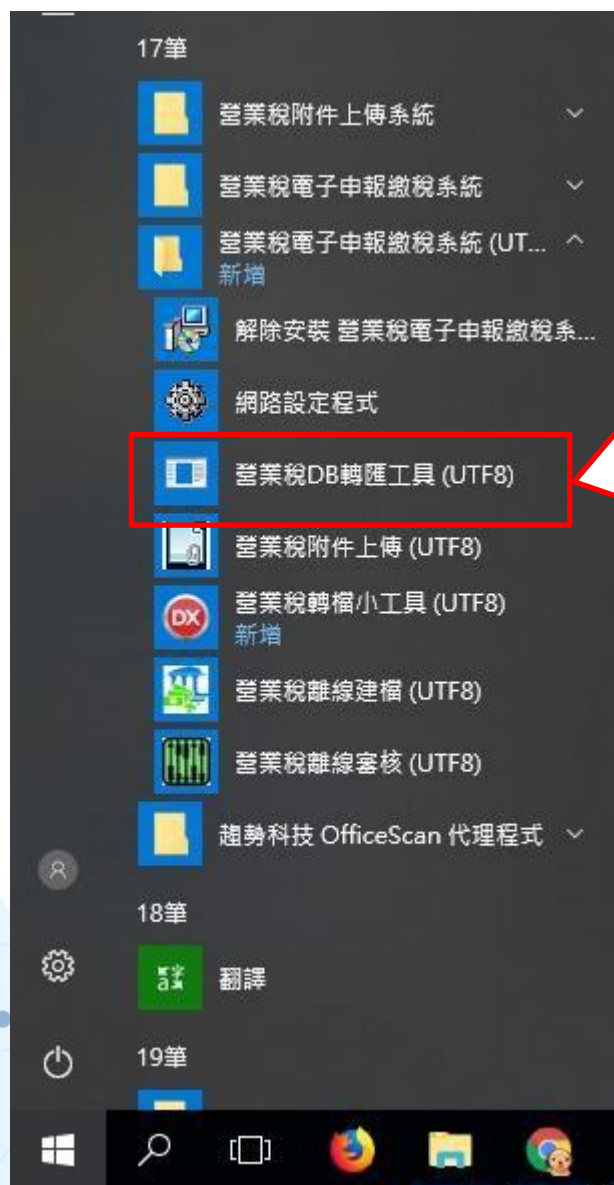 17筆
營業稅附件上傳系統
營業稅電子申報繳稅系統
營業稅電子申報繳稅系統 (UT...
新增
解除安裝 營業稅電子申報繳稅系...
網路設定程式
營業稅DB轉匯工具 (UTF8)
營業稅附件上傳 (UTF8)
DX
營業稅轉檔小工具 (UTF8)
新增
營業稅離線建檔 (UTF8)
營業稅離線審核 (UTF8)
趨勢科技 OfficeScan 代理程式
18筆
翻譯
19筆